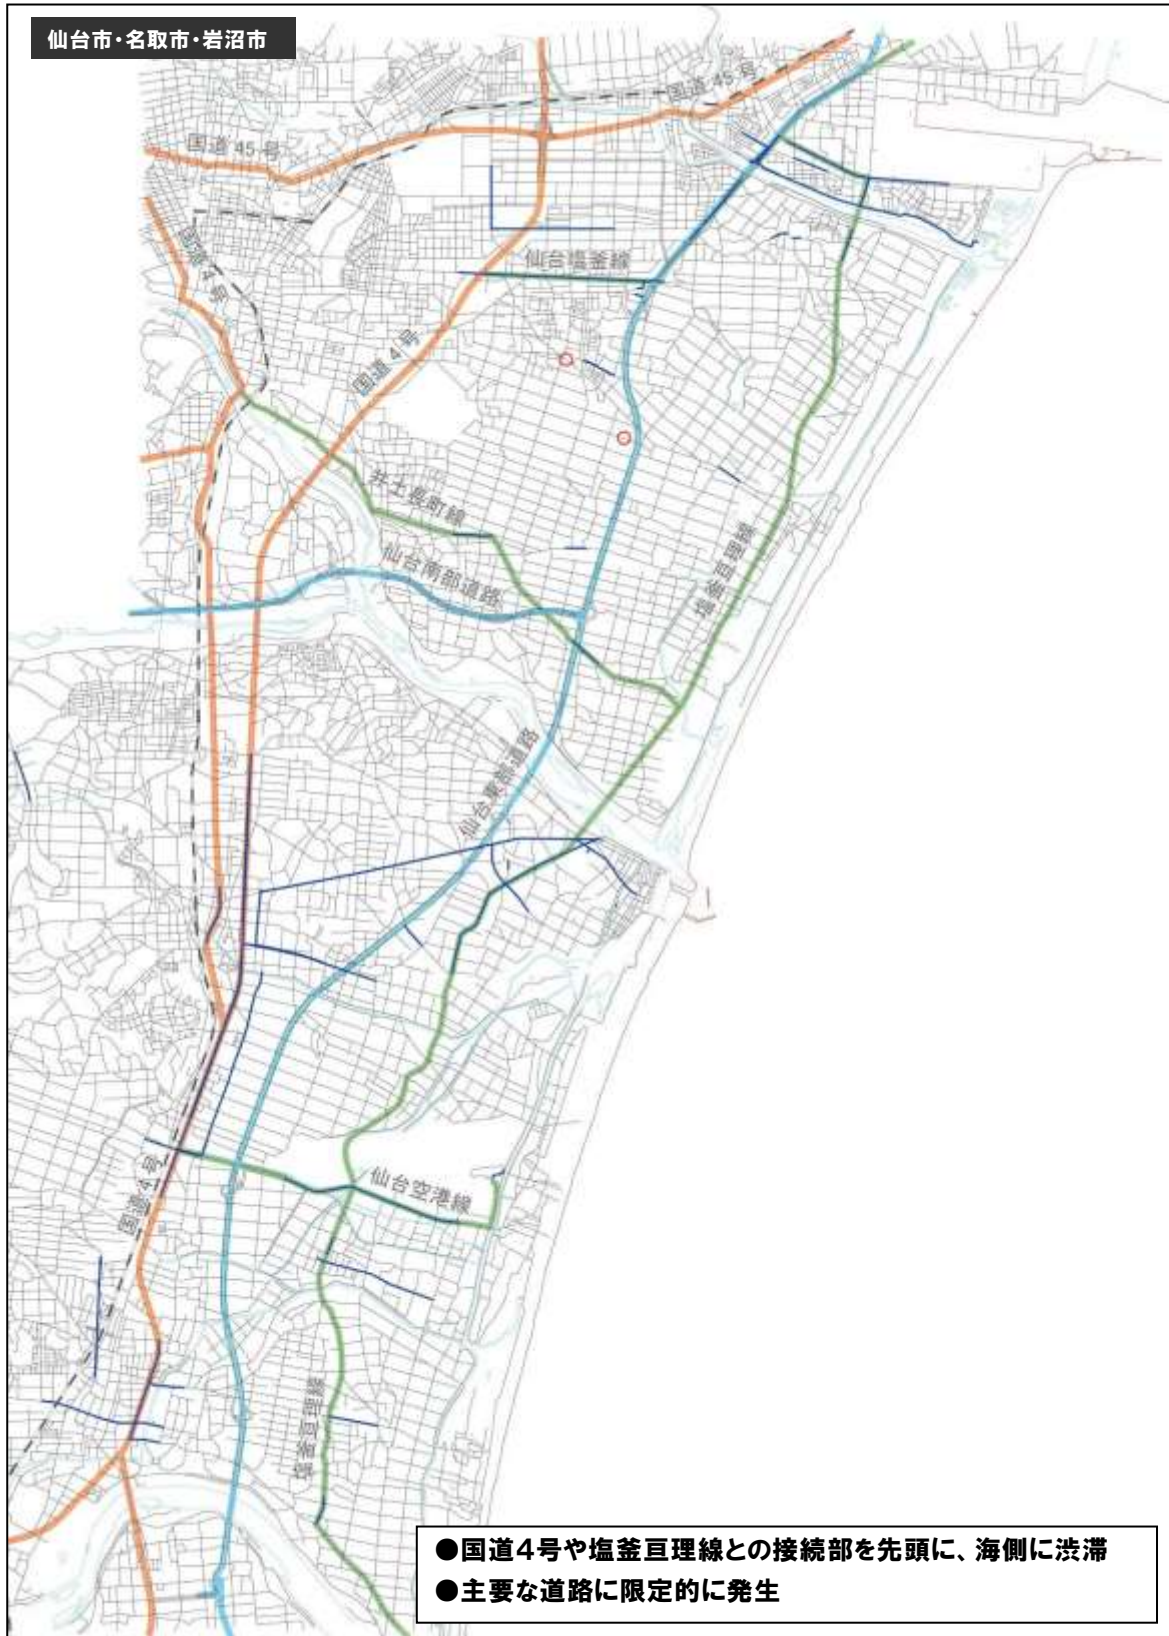 仙台市・名取市・岩沼市
国道 45 号
国道 45 号
国道 4 号
仙台塩釜線
国道 4 号
井土長町線
仙台南部道路
塩釜亘理線
仙台東部道路
仙台空港線
国道 4 号
塩釜亘理線
●国道４号や塩釜亘理線との接続部を先頭に、海側に渋滞
●主要な道路に限定的に発生